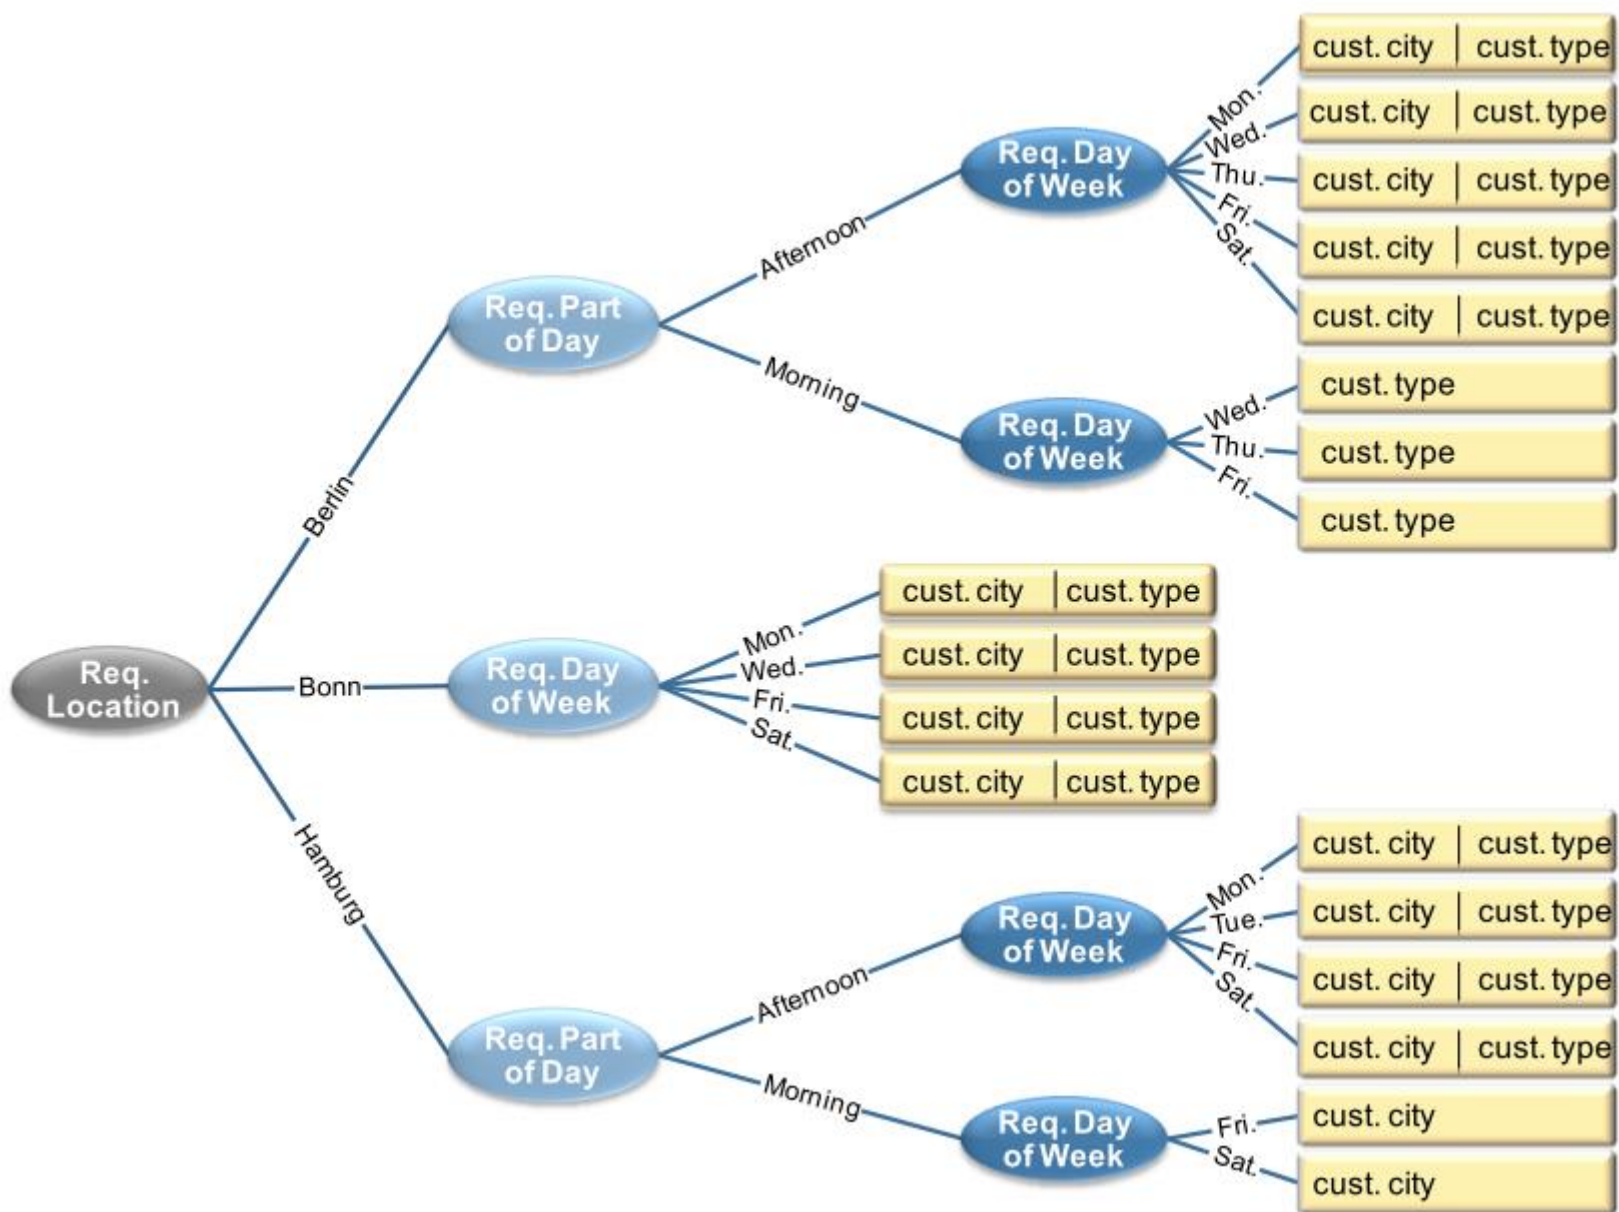 cust. city | cust. type
Mon.
cust. city | cust. type
Wed.
Req. Day
of Week
Thu.
cust. city | cust. type
Fri.
cust. city | cust. type
Sat.
cust. city | cust. type
Afternoon
Req. Part
of Day
Morning
cust. type
Wed.
Req. Day
of Week
Thu.
cust. type
Fri.
cust. type
Berlin
cust. city | cust. type
Mon.
cust. city | cust. type
Wed.
Req.
Location
Bonn
Req. Day
of Week
Fri.
cust. city | cust. type
Sat.
cust. city | cust. type
Hamburg
cust. city | cust. type
Mon.
cust. city | cust. type
Tue.
Req. Day
of Week
Fri.
cust. city | cust. type
Sat.
cust. city | cust. type
Afternoon
Req. Part
of Day
Morning
cust. city
Fri.
Req. Day
of Week
Sat.
cust. city